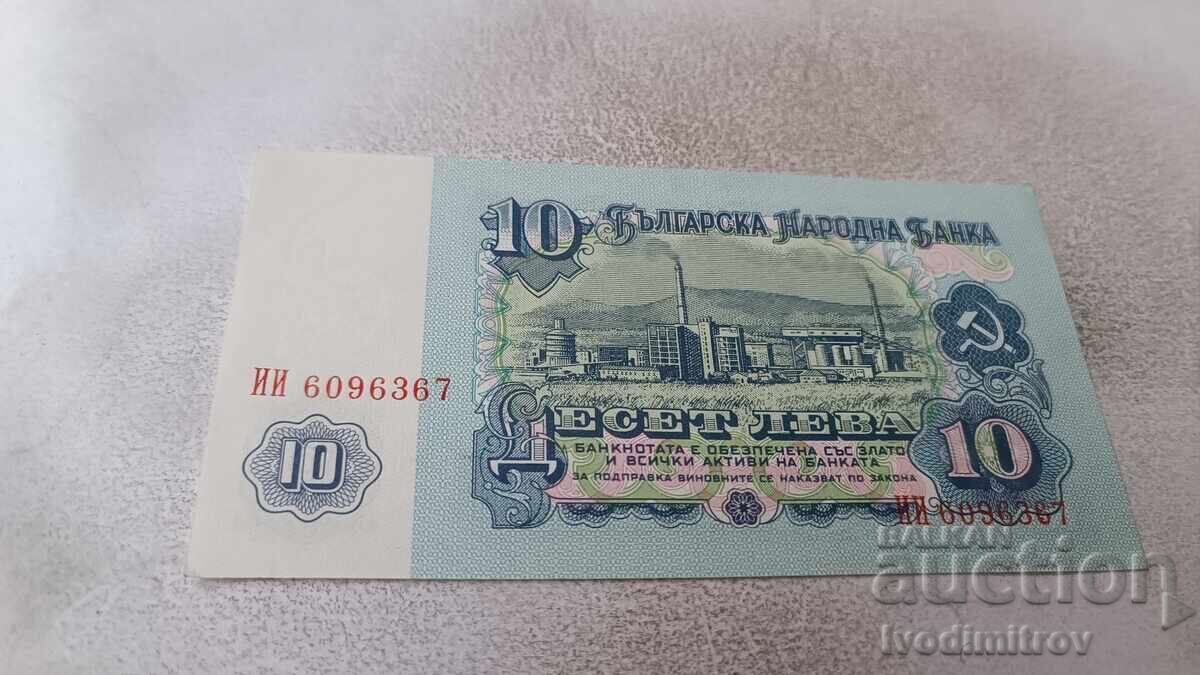 10 БЪЛГАРСКА НАРОДНА БАНКА
ИИ 6096367
10
ДЕСЕТ ЛЕВА
БАНКНОТАТА Е ОБЕЗПЕЧЕНА СЪС ЗЛАТО
И ВСИЧКИ АКТИВИ НА БАНКАТА
ЗА ПОДПРАВКА ВИНОВНИТЕ СЕ НАКАЗВАТ ПО ЗАКОНА
10
ИИ 6096367
BALKAN
auction
Ivodimitrov